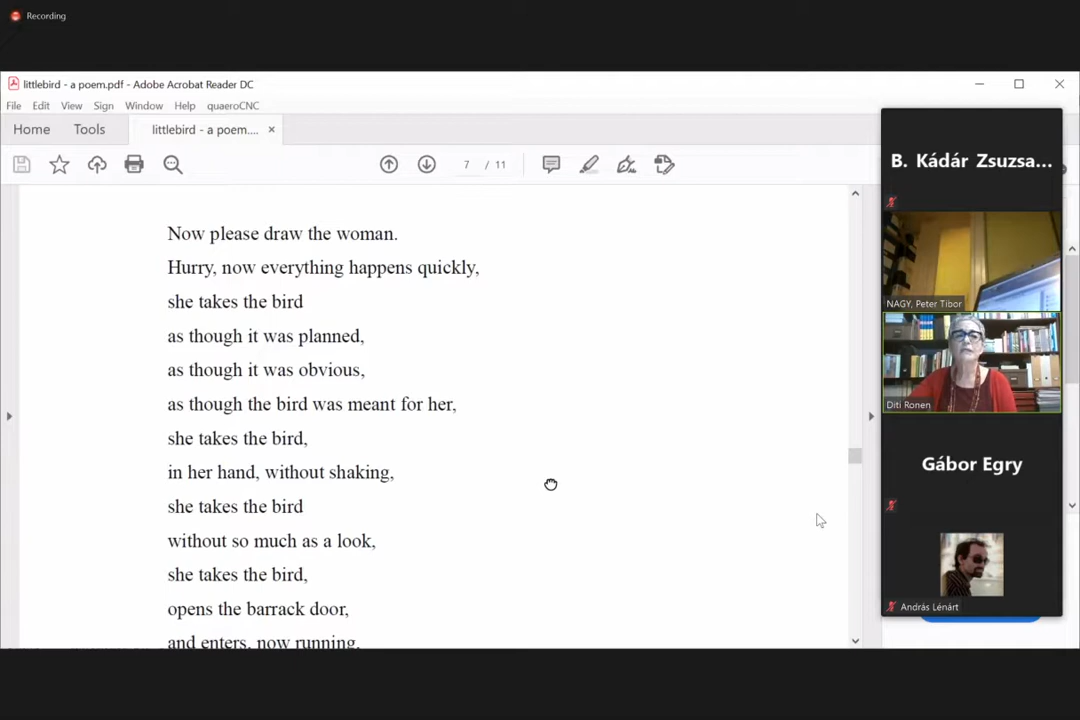 Recording
littlebird - a poem.pdf - Adobe Acrobat Reader DC
File Edit View Sign Window Help quaeroCNC
Home Tools littlebird - a poem....
7 / 11
Now please draw the woman.
Hurry, now everything happens quickly,
she takes the bird
as though it was planned,
as though it was obvious,
as though the bird was meant for her,
she takes the bird,
in her hand, without shaking,
she takes the bird
without so much as a look,
she takes the bird,
opens the barrack door,
and enters, now running,
B. Kádár Zsuzsa...
NAGY, Peter Tibor
Diti Ronen
Gábor Egry
András Lénárt